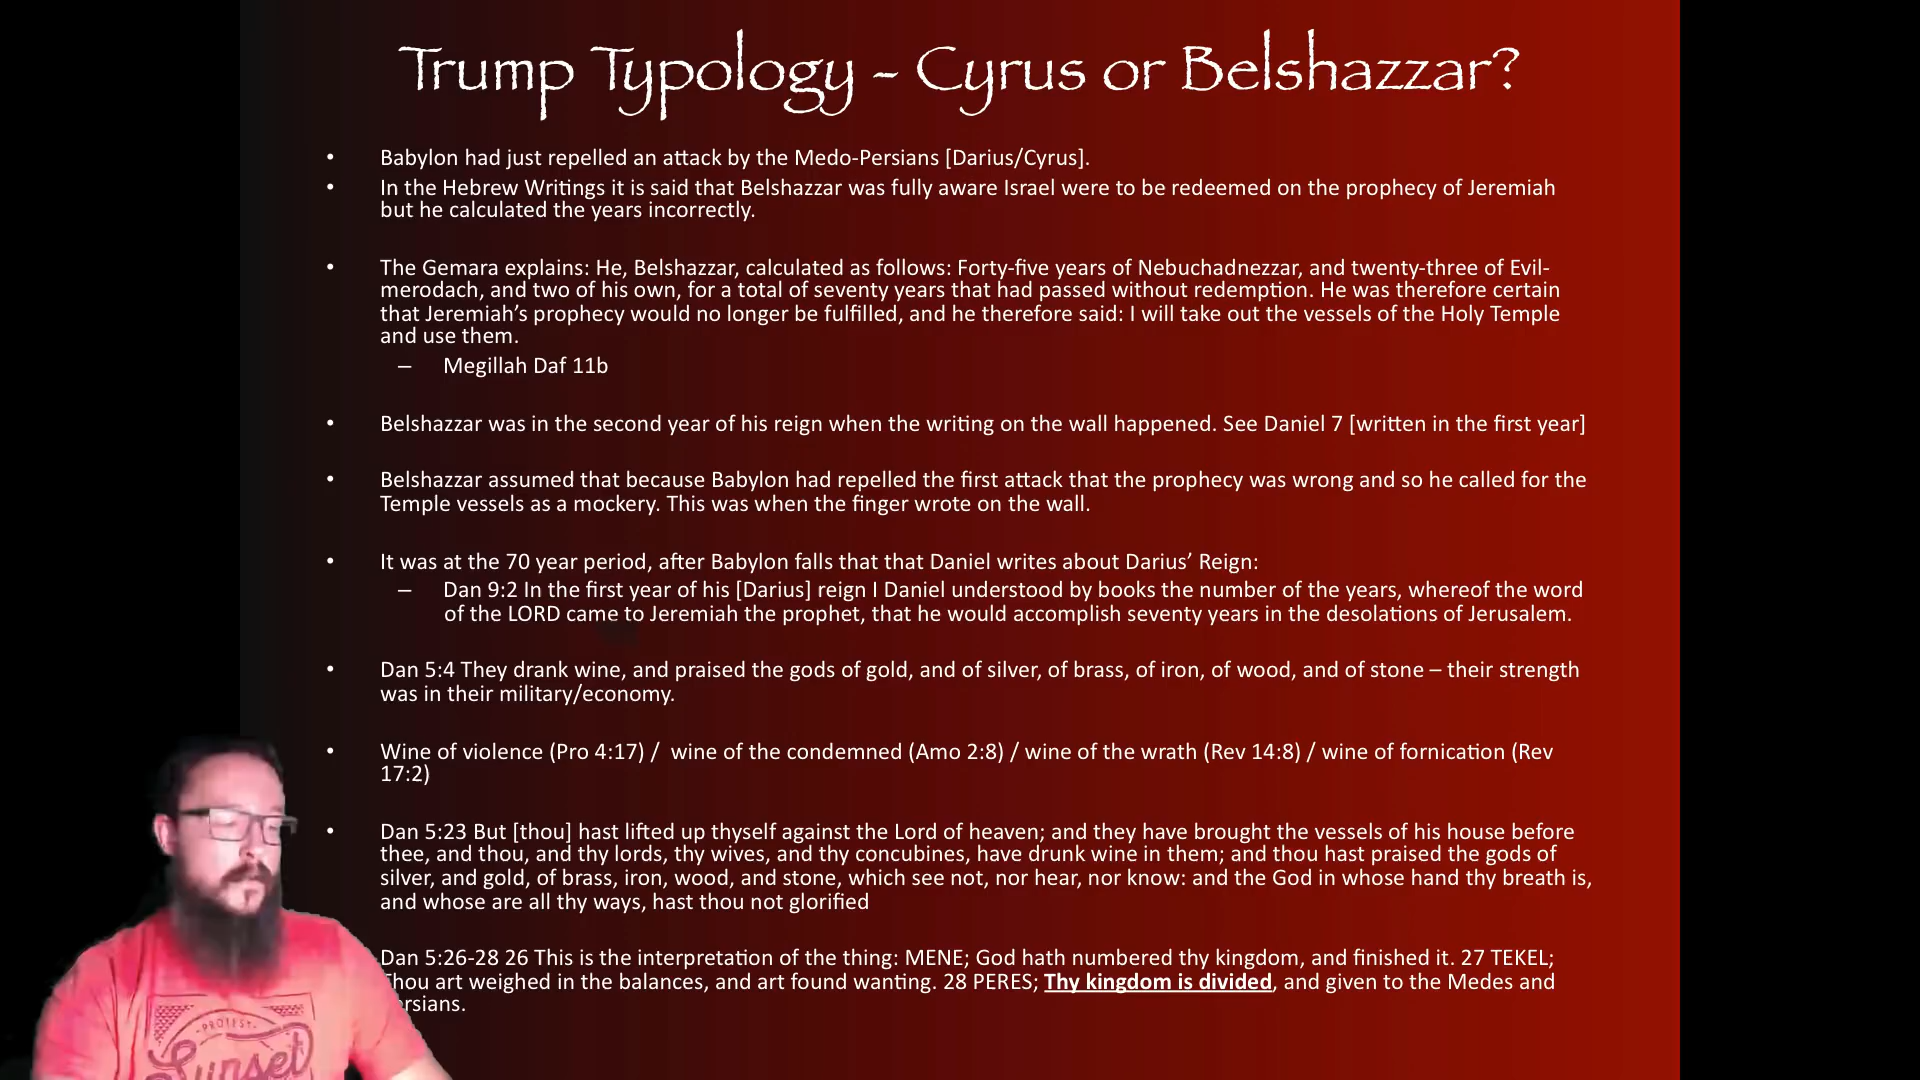 Trump Typology - Cyrus or Belshazzar?
• Babylon had just repelled an attack by the Medo-Persians [Darius/Cyrus].
• In the Hebrew Writings it is said that Belshazzar was fully aware Israel were to be redeemed on the prophecy of Jeremiah
but he calculated the years incorrectly.
• The Gemara explains: He, Belshazzar, calculated as follows: Forty-five years of Nebuchadnezzar, and twenty-three of Evil-
merodach, and two of his own, for a total of seventy years that had passed without redemption. He was therefore certain
that Jeremiah’s prophecy would no longer be fulfilled, and he therefore said: I will take out the vessels of the Holy Temple
and use them.
– Megillah Daf 11b
• Belshazzar was in the second year of his reign when the writing on the wall happened. See Daniel 7 [written in the first year]
• Belshazzar assumed that because Babylon had repelled the first attack that the prophecy was wrong and so he called for the
Temple vessels as a mockery. This was when the finger wrote on the wall.
• It was at the 70 year period, after Babylon falls that that Daniel writes about Darius’ Reign:
– Dan 9:2 In the first year of his [Darius] reign I Daniel understood by books the number of the years, whereof the word
of the LORD came to Jeremiah the prophet, that he would accomplish seventy years in the desolations of Jerusalem.
• Dan 5:4 They drank wine, and praised the gods of gold, and of silver, of brass, of iron, of wood, and of stone – their strength
was in their military/economy.
• Wine of violence (Pro 4:17) / wine of the condemned (Amo 2:8) / wine of the wrath (Rev 14:8) / wine of fornication (Rev
17:2)
• Dan 5:23 But [thou] hast lifted up thyself against the Lord of heaven; and they have brought the vessels of his house before
thee, and thou, and thy lords, thy wives, and thy concubines, have drunk wine in them; and thou hast praised the gods of
silver, and gold, of brass, iron, wood, and stone, which see not, nor hear, nor know: and the God in whose hand thy breath is,
and whose are all thy ways, hast thou not glorified
Dan 5:26-28 26 This is the interpretation of the thing: MENE; God hath numbered thy kingdom, and finished it. 27 TEKEL;
Thou art weighed in the balances, and art found wanting. 28 PERES; Thy kingdom is divided, and given to the Medes and
ersians.
PROTEST
Sunset